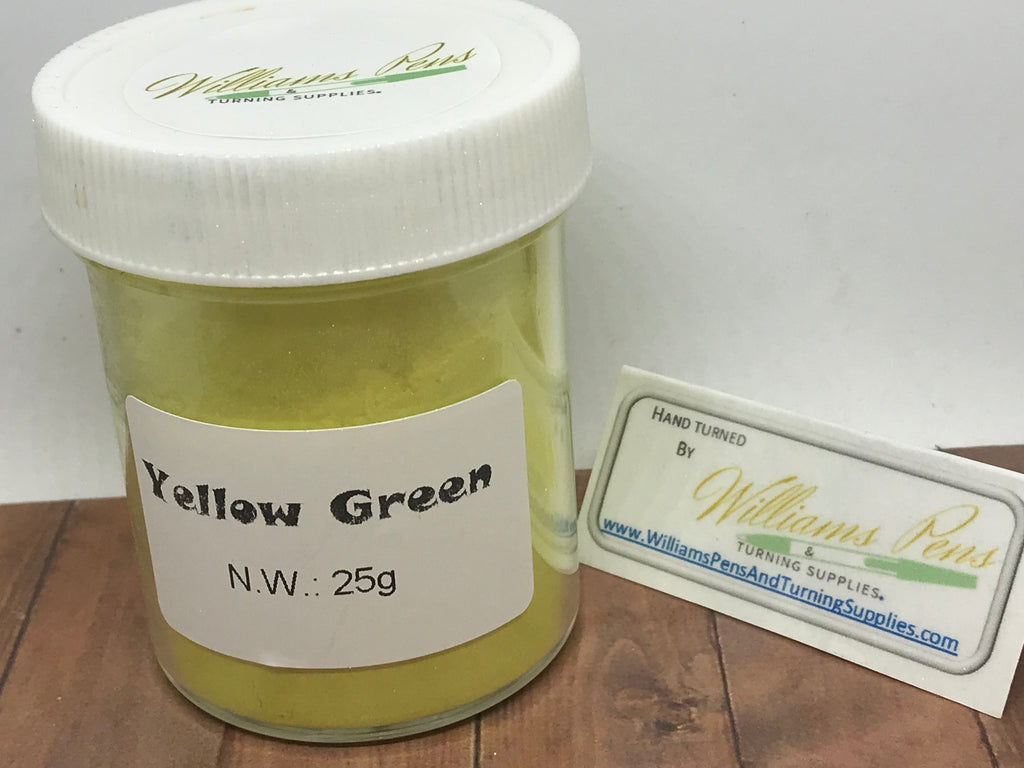 Williams Pens
&
TURNING SUPPLIES.
Yellow Green
N.W.: 25g
HAND TURNED
By
Williams Pens
&
TURNING SUPPLIES.
www.WilliamsPensAndTurningSupplies.com